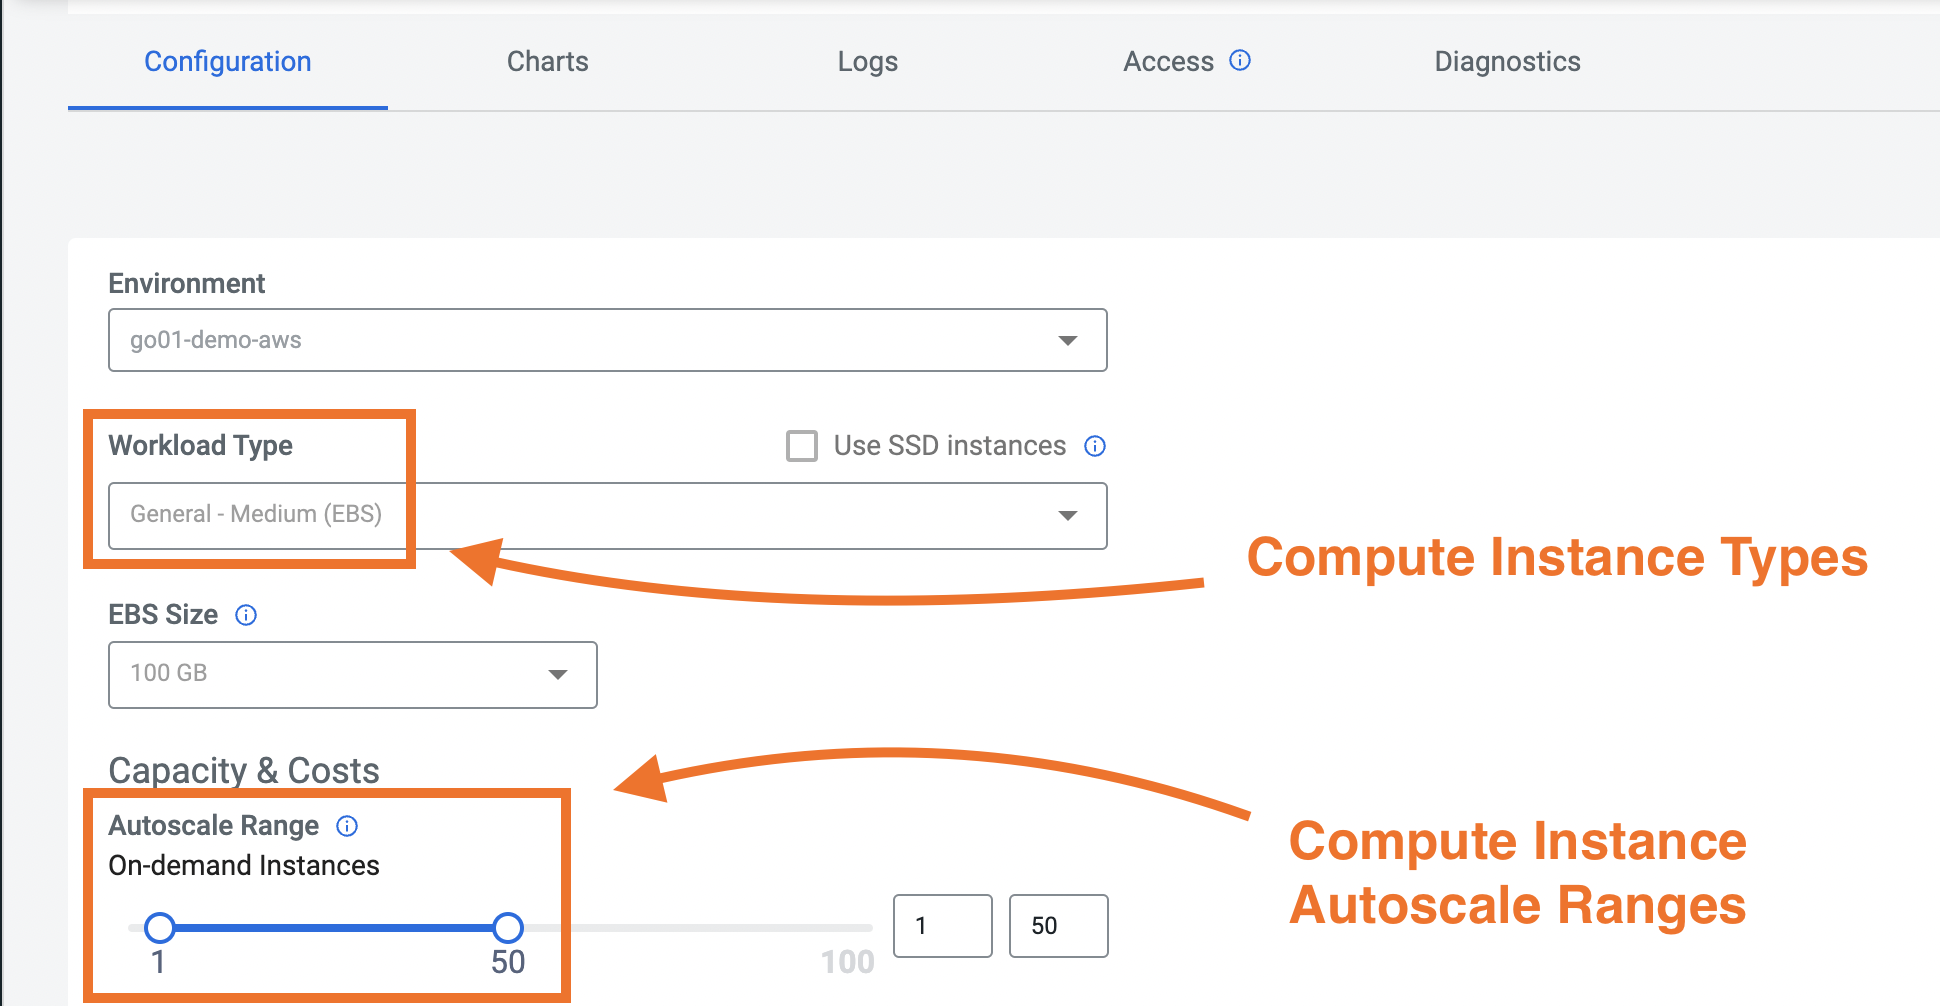 Configuration Charts Logs Access Diagnostics
Environment
go01-demo-aws
Workload Type Use SSD instances
General - Medium (EBS)
Compute Instance Types
EBS Size
100 GB
Capacity & Costs
Autoscale Range
On-demand Instances
Compute Instance
Autoscale Ranges
1 50
1 50 100